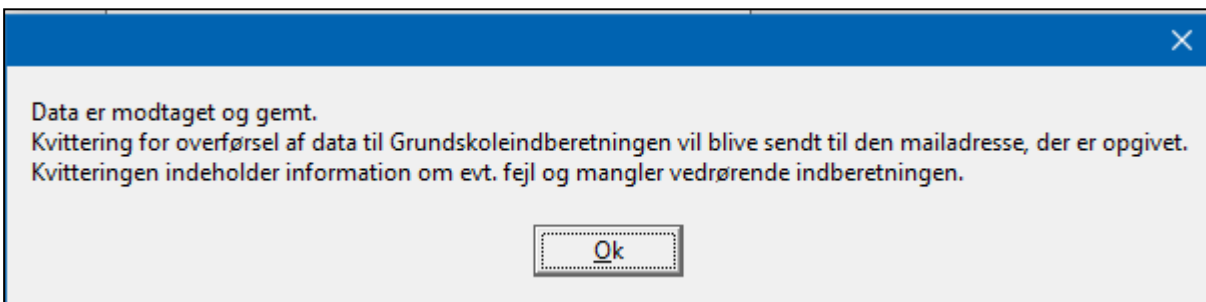 Data er modtaget og gemt.
Kvittering for overførsel af data til Grundskoleindberetningen vil blive sendt til den mailadresse, der er opgivet.
Kvitteringen indeholder information om evt. fejl og mangler vedrørende indberetningen.
Ok